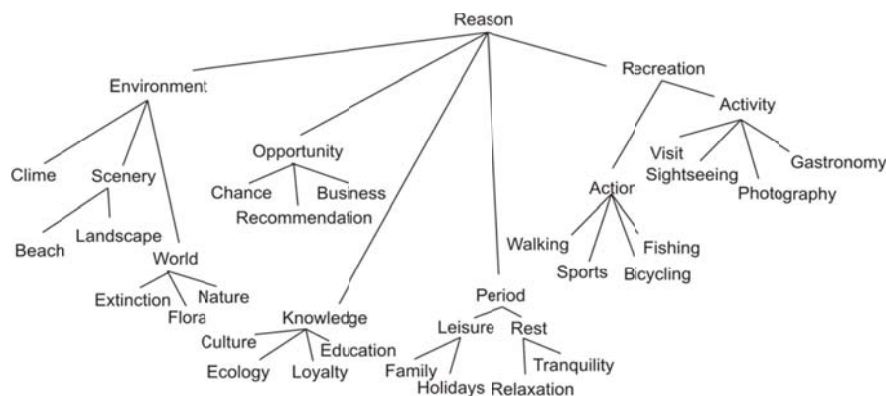 Reason
Environment
Recreation
Activity
Opportunity
Clime
Scenery
Visit
Sightseeing
Gastronomy
Photography
Chance
Business
Recommendation
Action
Beach
Landscape
World
Walking
Fishing
Sports
Bicycling
Extinction
Nature
Flora
Period
Knowledge
Leisure
Rest
Culture
Education
Ecology
Loyalty
Family
Tranquility
Holidays
Relaxation